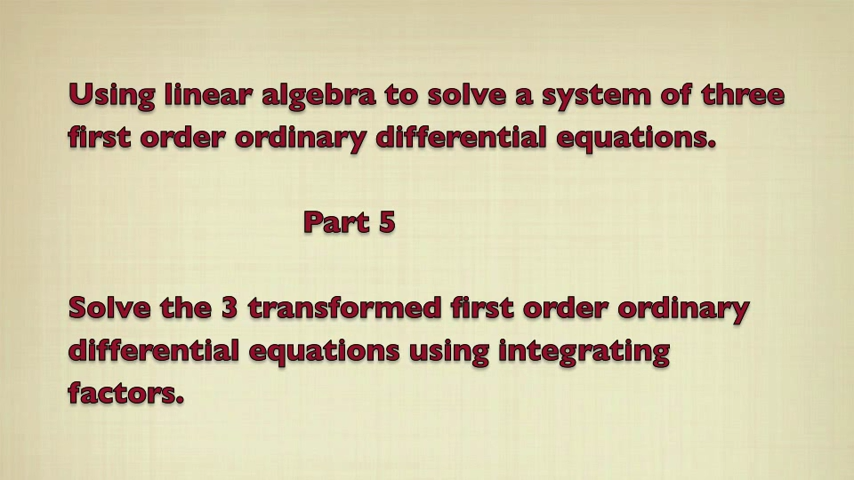 Using linear algebra to solve a system of three
first order ordinary differential equations.
Part 5
Solve the 3 transformed first order ordinary
differential equations using integrating
factors.